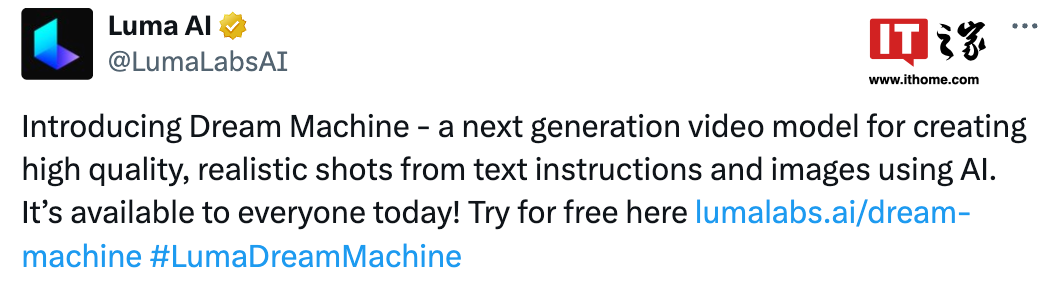 Luma AI
@LumaLabsAI
IT之家
www.ithome.com
Introducing Dream Machine - a next generation video model for creating
high quality, realistic shots from text instructions and images using AI.
It’s available to everyone today! Try for free here lumalabs.ai/dream-
machine #LumaDreamMachine